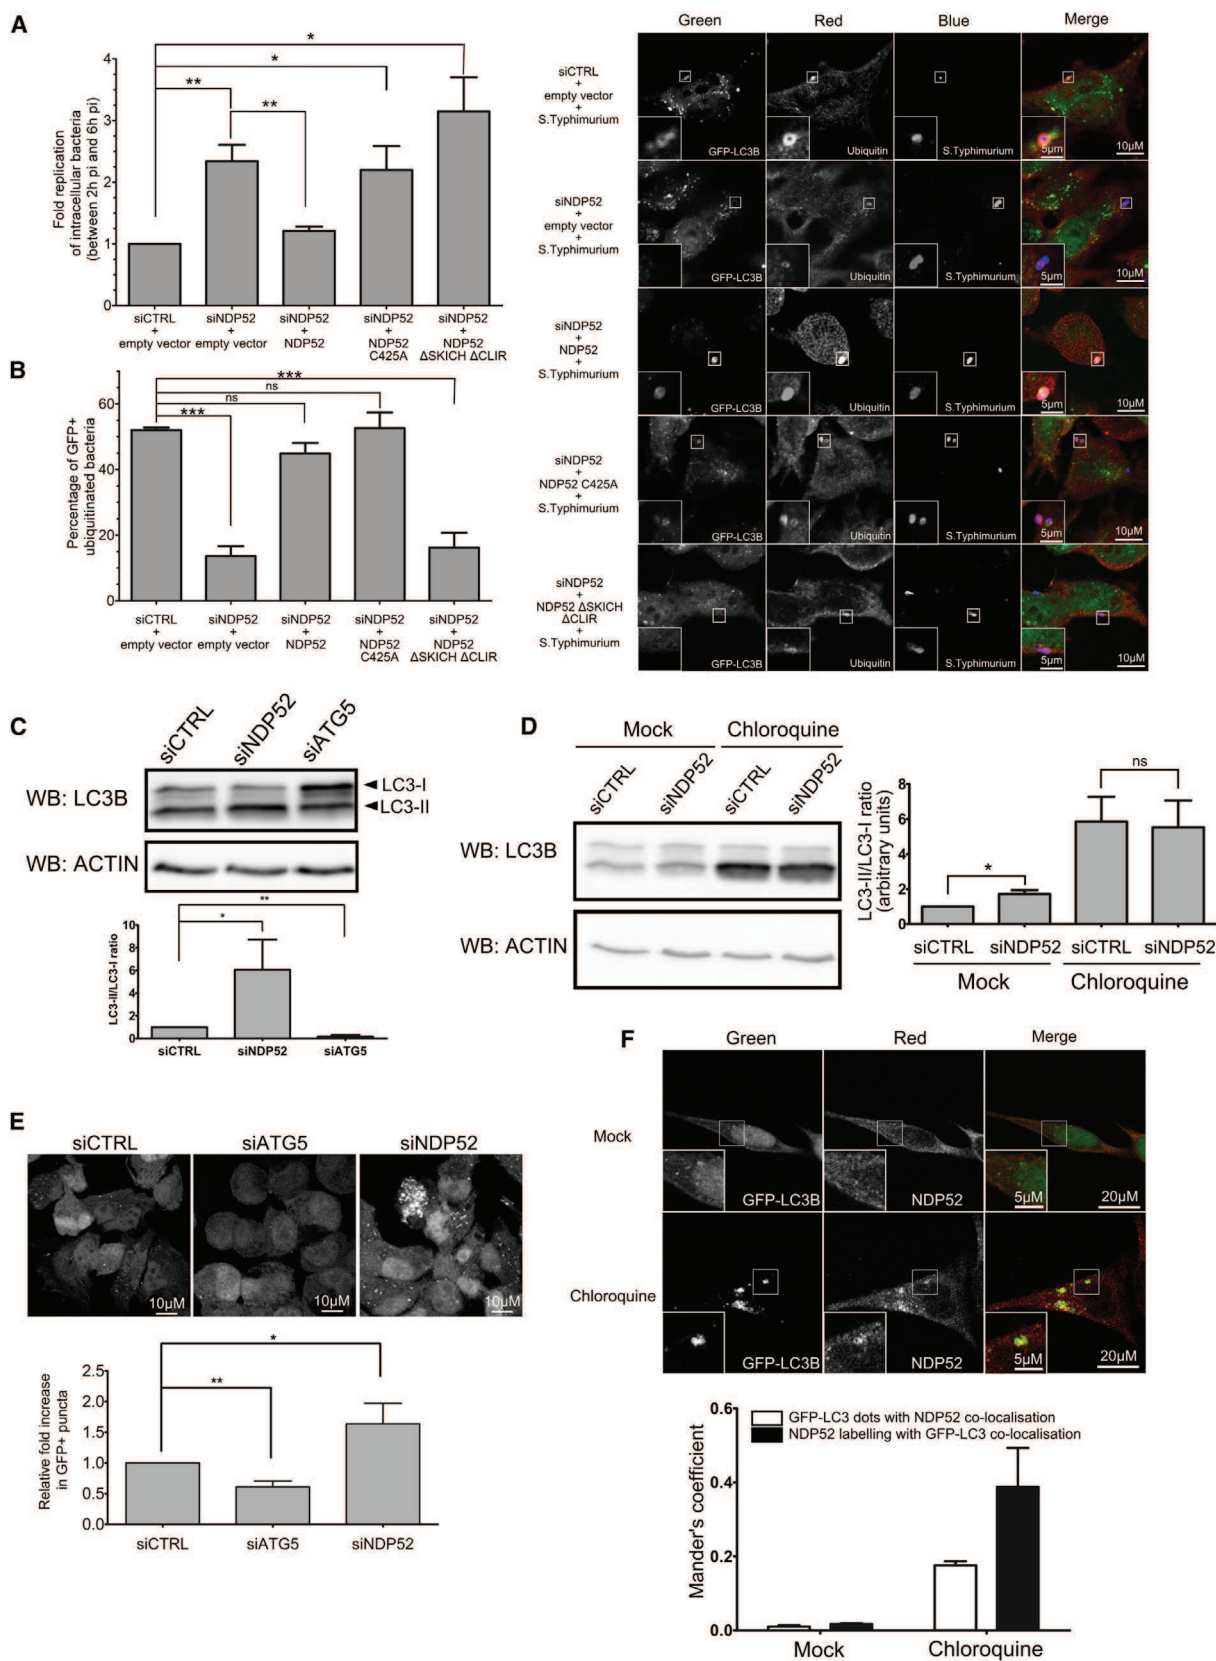 A
Fold replication
of intracellular bacteria
(between 2h pi and 6h pi)
4
3
2
1
0
*
*
**
**
siCTRL
+
empty vector
siNDP52
+
empty vector
siNDP52
+
NDP52
siNDP52
+
NDP52
C425A
siNDP52
+
NDP52
ΔSKICH ΔCLIR
B
Percentage of GFP+
ubiquitinated bacteria
60
40
20
0
***
ns
ns
***
siCTRL
+
empty vector
siNDP52
+
empty vector
siNDP52
+
NDP52
siNDP52
+
NDP52
C425A
siNDP52
+
NDP52
ΔSKICH ΔCLIR
Green Red Blue Merge
siCTRL
+
empty vector
+
S.Typhimurium
GFP-LC3B Ubiquitin S.Typhimurium 5µm 10µM
siNDP52
+
empty vector
+
S.Typhimurium
GFP-LC3B Ubiquitin S.Typhimurium 5µm 10µM
siNDP52
+
NDP52
+
S.Typhimurium
GFP-LC3B Ubiquitin S.Typhimurium 5µm 10µM
siNDP52
+
NDP52 C425A
+
S.Typhimurium
GFP-LC3B Ubiquitin S.Typhimurium 5µm 10µM
siNDP52
+
NDP52 ΔSKICH
ΔCLIR
+
S.Typhimurium
GFP-LC3B Ubiquitin S.Typhimurium 5µm 10µM
C
siCTRL siNDP52 siATG5
WB: LC3B
LC3-I
LC3-II
WB: ACTIN
LC3-II/LC3-I ratio
10
8
6
4
2
0
**
*
siCTRL siNDP52 siATG5
D
Mock Chloroquine
siCTRL siNDP52 siCTRL siNDP52
WB: LC3B
WB: ACTIN
LC3-II/LC3-I ratio
(arbitrary units)
8
6
4
2
0
*
ns
siCTRL siNDP52 siCTRL siNDP52
Mock Chloroquine
E
siCTRL siATG5 siNDP52
10µM 10µM 10µM
Relative fold increase
in GFP+ puncta
2.5
2.0
1.5
1.0
0.5
0.0
*
**
siCTRL siATG5 siNDP52
F
Green Red Merge
Mock
GFP-LC3B NDP52 5µM 20µM
Chloroquine
GFP-LC3B NDP52 5µM 20µM
Mander's coefficient
0.6
0.4
0.2
0.0
GFP-LC3 dots with NDP52 co-localisation
NDP52 labelling with GFP-LC3 co-localisation
Mock Chloroquine